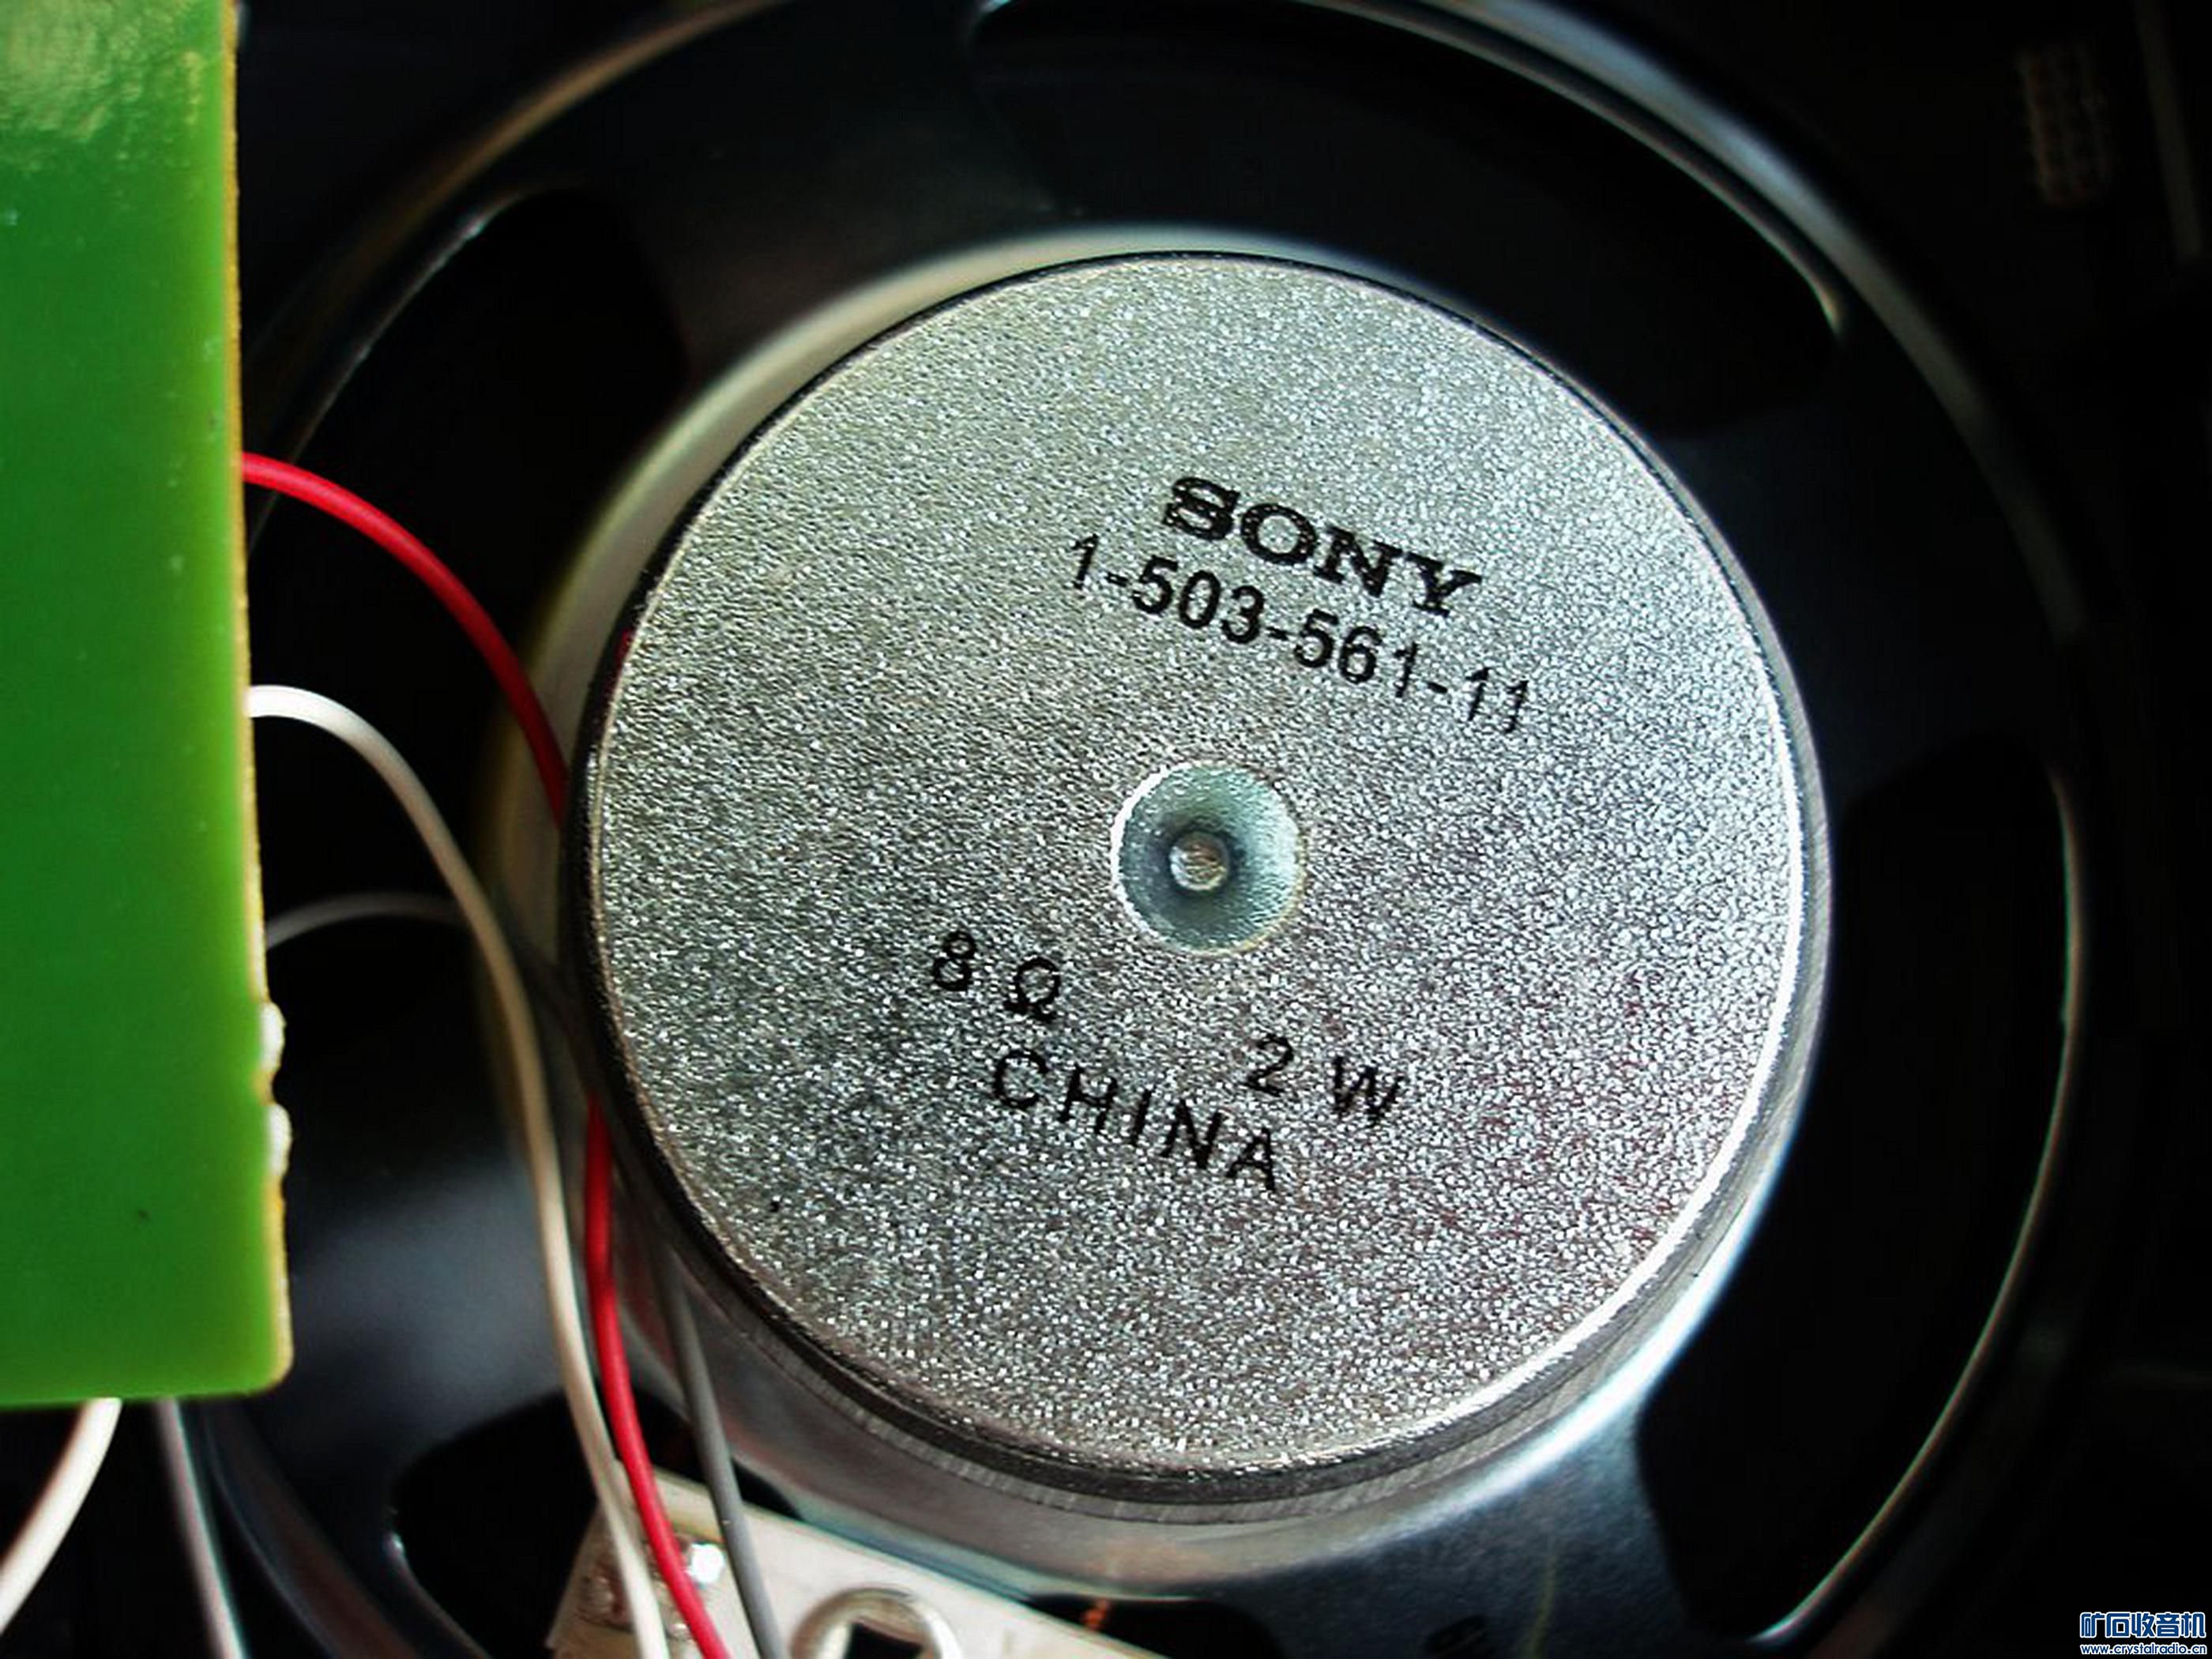 SONY
1-503-561-11
8 Ω 2 W
CHINA
矿石收音机
www.crystalradio.cn